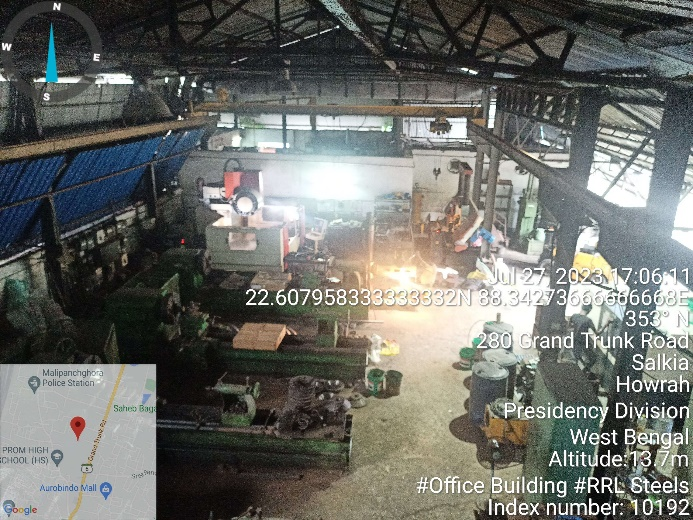 N
W
E
S
Jul 27, 2023 17:06:11
22.607958333333332N 88.34273666666668E
353° N
280 Grand Trunk Road
Salkia
Howrah
Presidency Division
West Bengal
Altitude:13.7m
#Office Building #RRL Steels
Index number: 10192
Malipanchghora
Police Station
Saheb Baga
Grand Trunk Rd
PROM HIGH
SCHOOL (HS)
Aurobindo Mall
Google